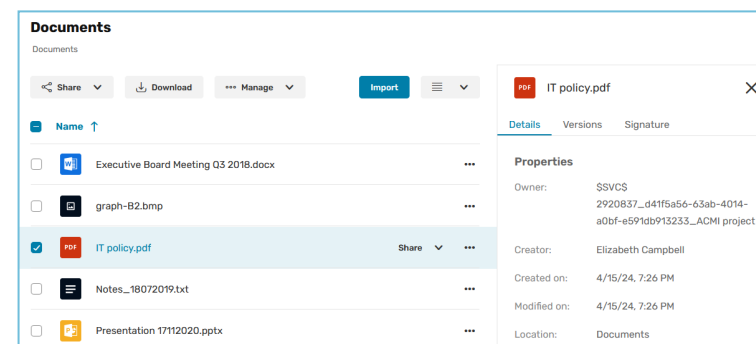 Documents
Documents
Share
Download
Manage
Import
Name
Executive Board Meeting Q3 2018.docx
graph-B2.bmp
PDF IT policy.pdf Share
Notes_18072019.txt
Presentation 17112020.pptx
PDF IT policy.pdf
Details Versions Signature
Properties
Owner: $SVC$
2920837_d41f5a56-63ab-4014-
a0bf-e591db913233_ACMI project
Creator: Elizabeth Campbell
Created on: 4/15/24, 7:26 PM
Modified on: 4/15/24, 7:26 PM
Location: Documents